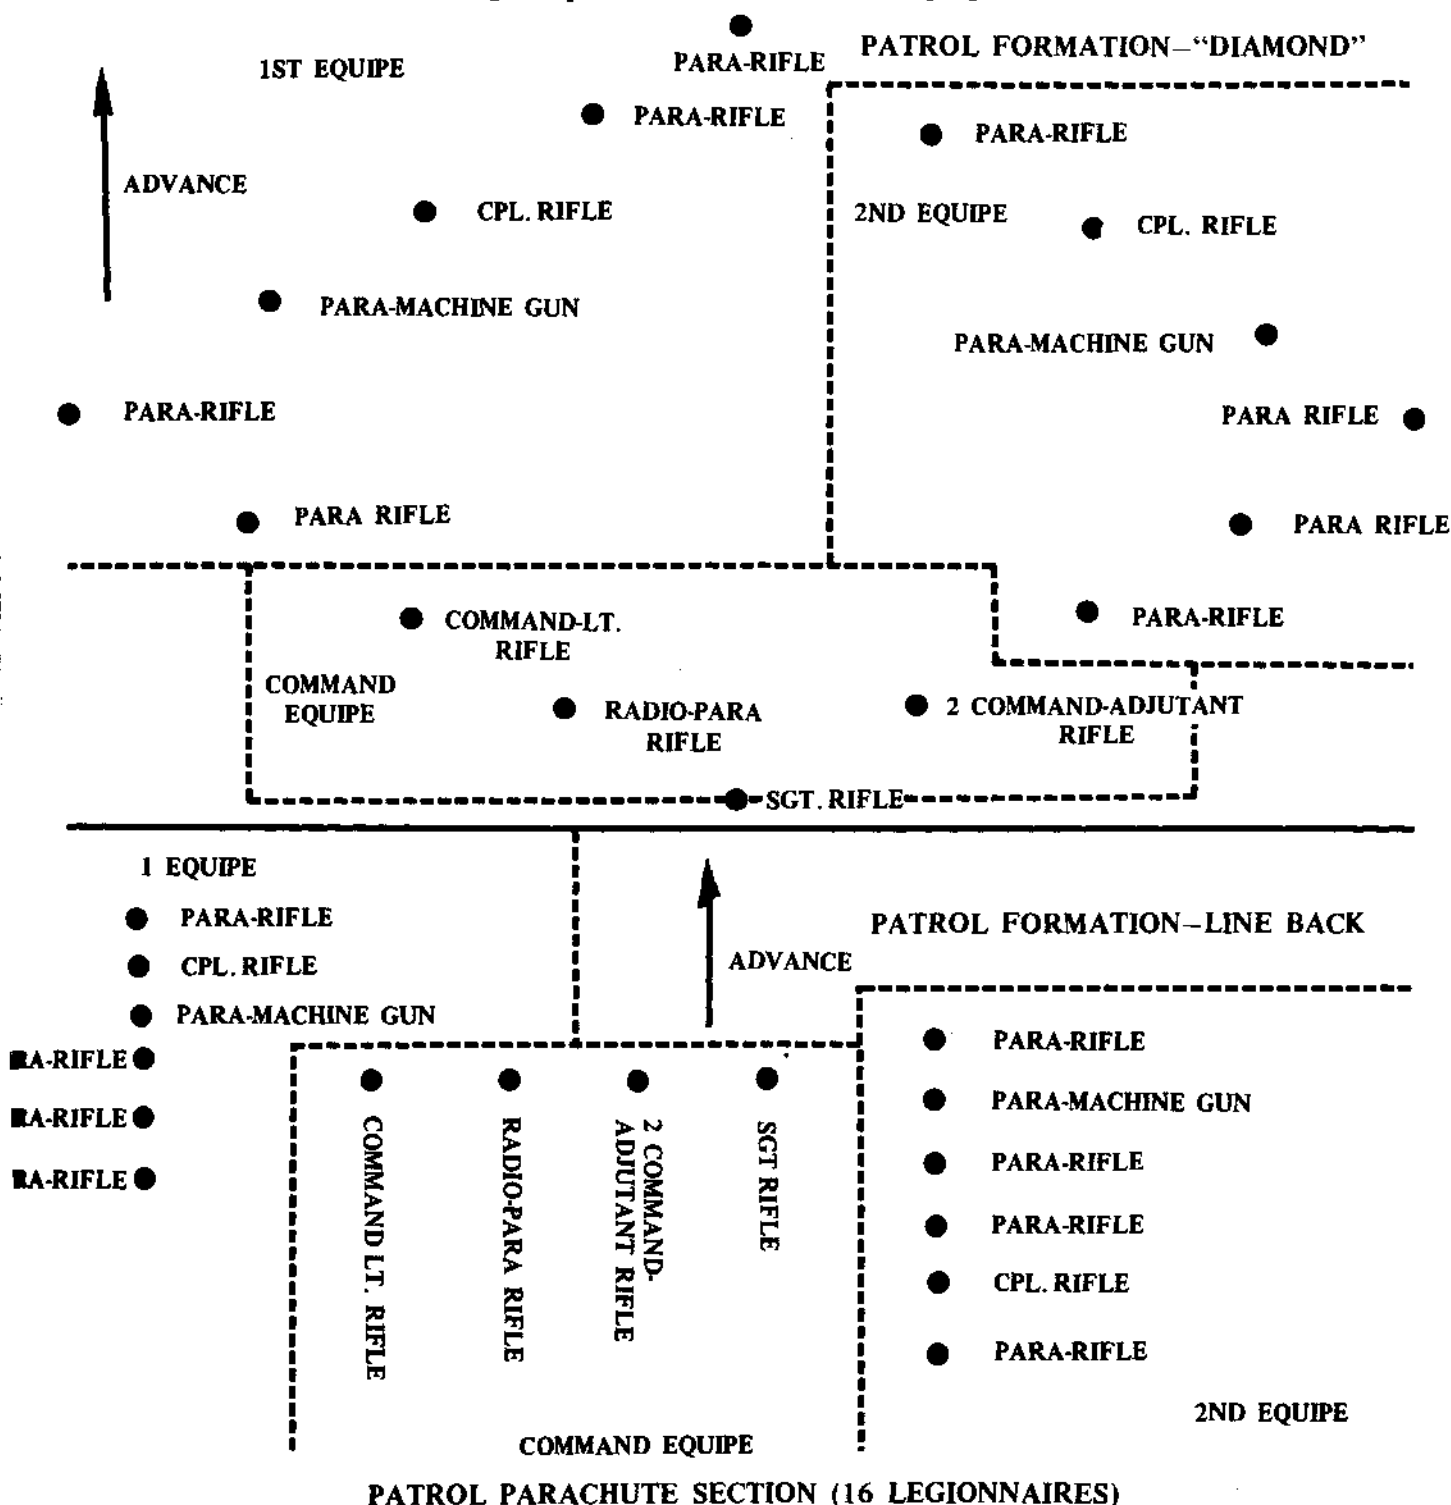 PARA-RIFLE
PATROL FORMATION–“DIAMOND”
1ST EQUIPE
PARA-RIFLE
PARA-RIFLE
ADVANCE
CPL. RIFLE
2ND EQUIPE
CPL. RIFLE
PARA-MACHINE GUN
PARA-MACHINE GUN
PARA-RIFLE
PARA RIFLE
PARA RIFLE
PARA RIFLE
COMMAND-LT.
RIFLE
PARA-RIFLE
COMMAND
EQUIPE
RADIO-PARA
RIFLE
2 COMMAND-ADJUTANT
RIFLE
SGT. RIFLE
1 EQUIPE
PARA-RIFLE
CPL. RIFLE
PARA-MACHINE GUN
RA-RIFLE
RA-RIFLE
RA-RIFLE
ADVANCE
PATROL FORMATION–LINE BACK
COMMAND LT. RIFLE
RADIO-PARA RIFLE
2 COMMAND-
ADJUTANT RIFLE
SGT RIFLE
COMMAND EQUIPE
PARA-RIFLE
PARA-MACHINE GUN
PARA-RIFLE
PARA-RIFLE
CPL. RIFLE
PARA-RIFLE
2ND EQUIPE
PATROL PARACHUTE SECTION (16 LEGIONNAIRES)